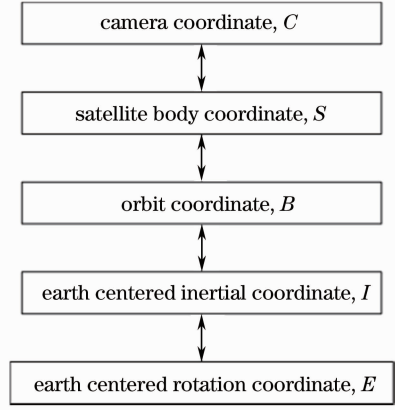 camera coordinate, C
satellite body coordinate, S
orbit coordinate, B
earth centered inertial coordinate, I
earth centered rotation coordinate, E